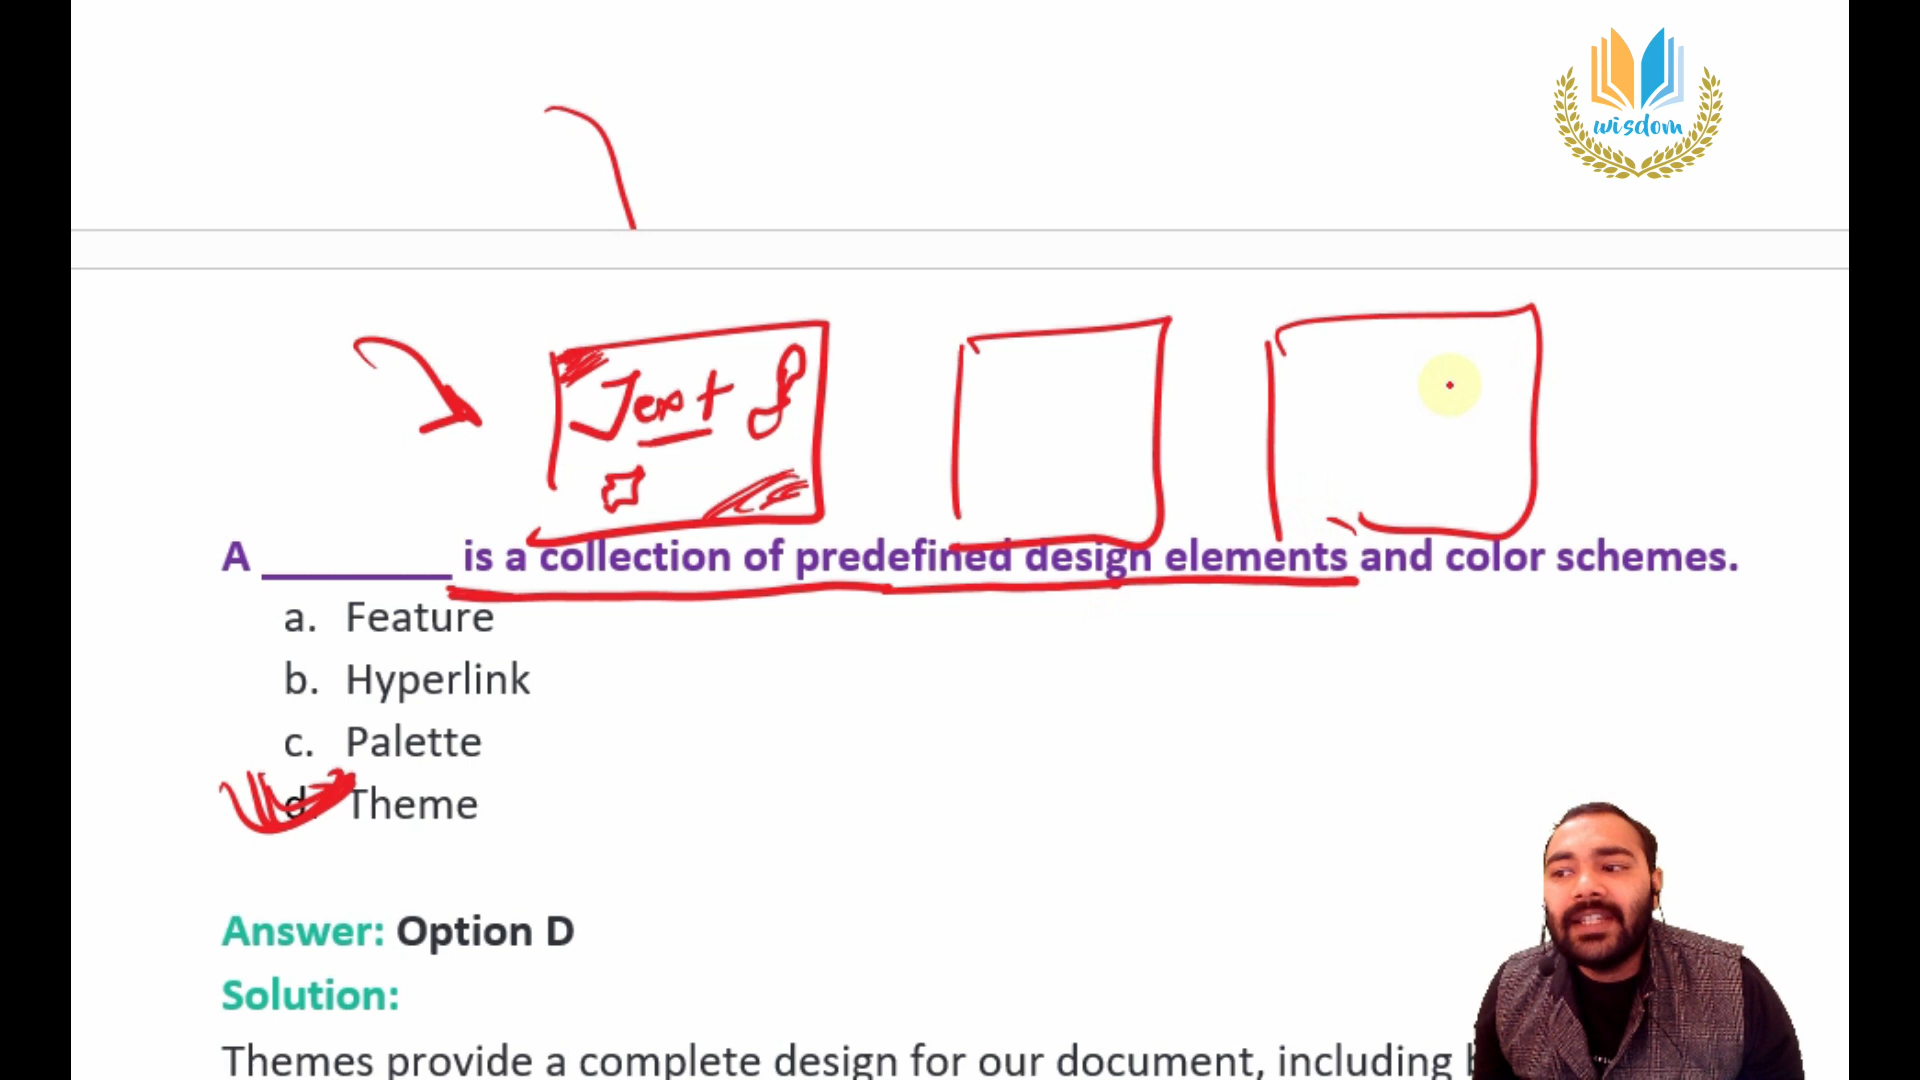 wisdom
Text
A ________ is a collection of predefined design elements and color schemes.
a. Feature
b. Hyperlink
c. Palette
d. Theme
Answer: Option D
Solution:
Themes provide a complete design for our document, including